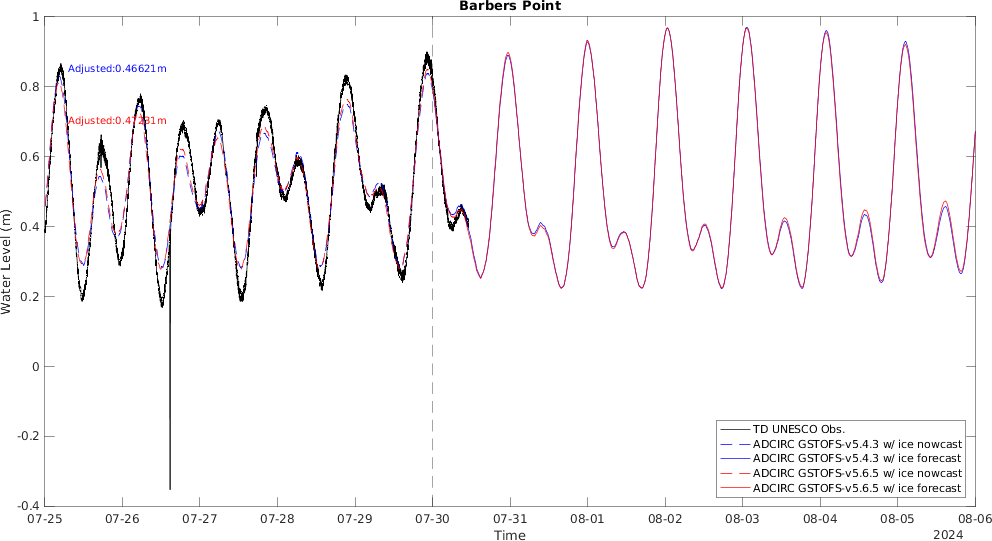 Barbers Point
1
0.8
0.6
0.4
0.2
0
-0.2
-0.4
Water Level (m)
Adjusted:0.46621m
TD UNESCO Obs.
ADCIRC GSTOFS-v5.4.3 w/ ice nowcast
ADCIRC GSTOFS-v5.4.3 w/ ice forecast
ADCIRC GSTOFS-v5.6.5 w/ ice nowcast
ADCIRC GSTOFS-v5.6.5 w/ ice forecast
07-25 07-26 07-27 07-28 07-29 07-30 07-31 08-01 08-02 08-03 08-04 08-05 08-06
Time
2024